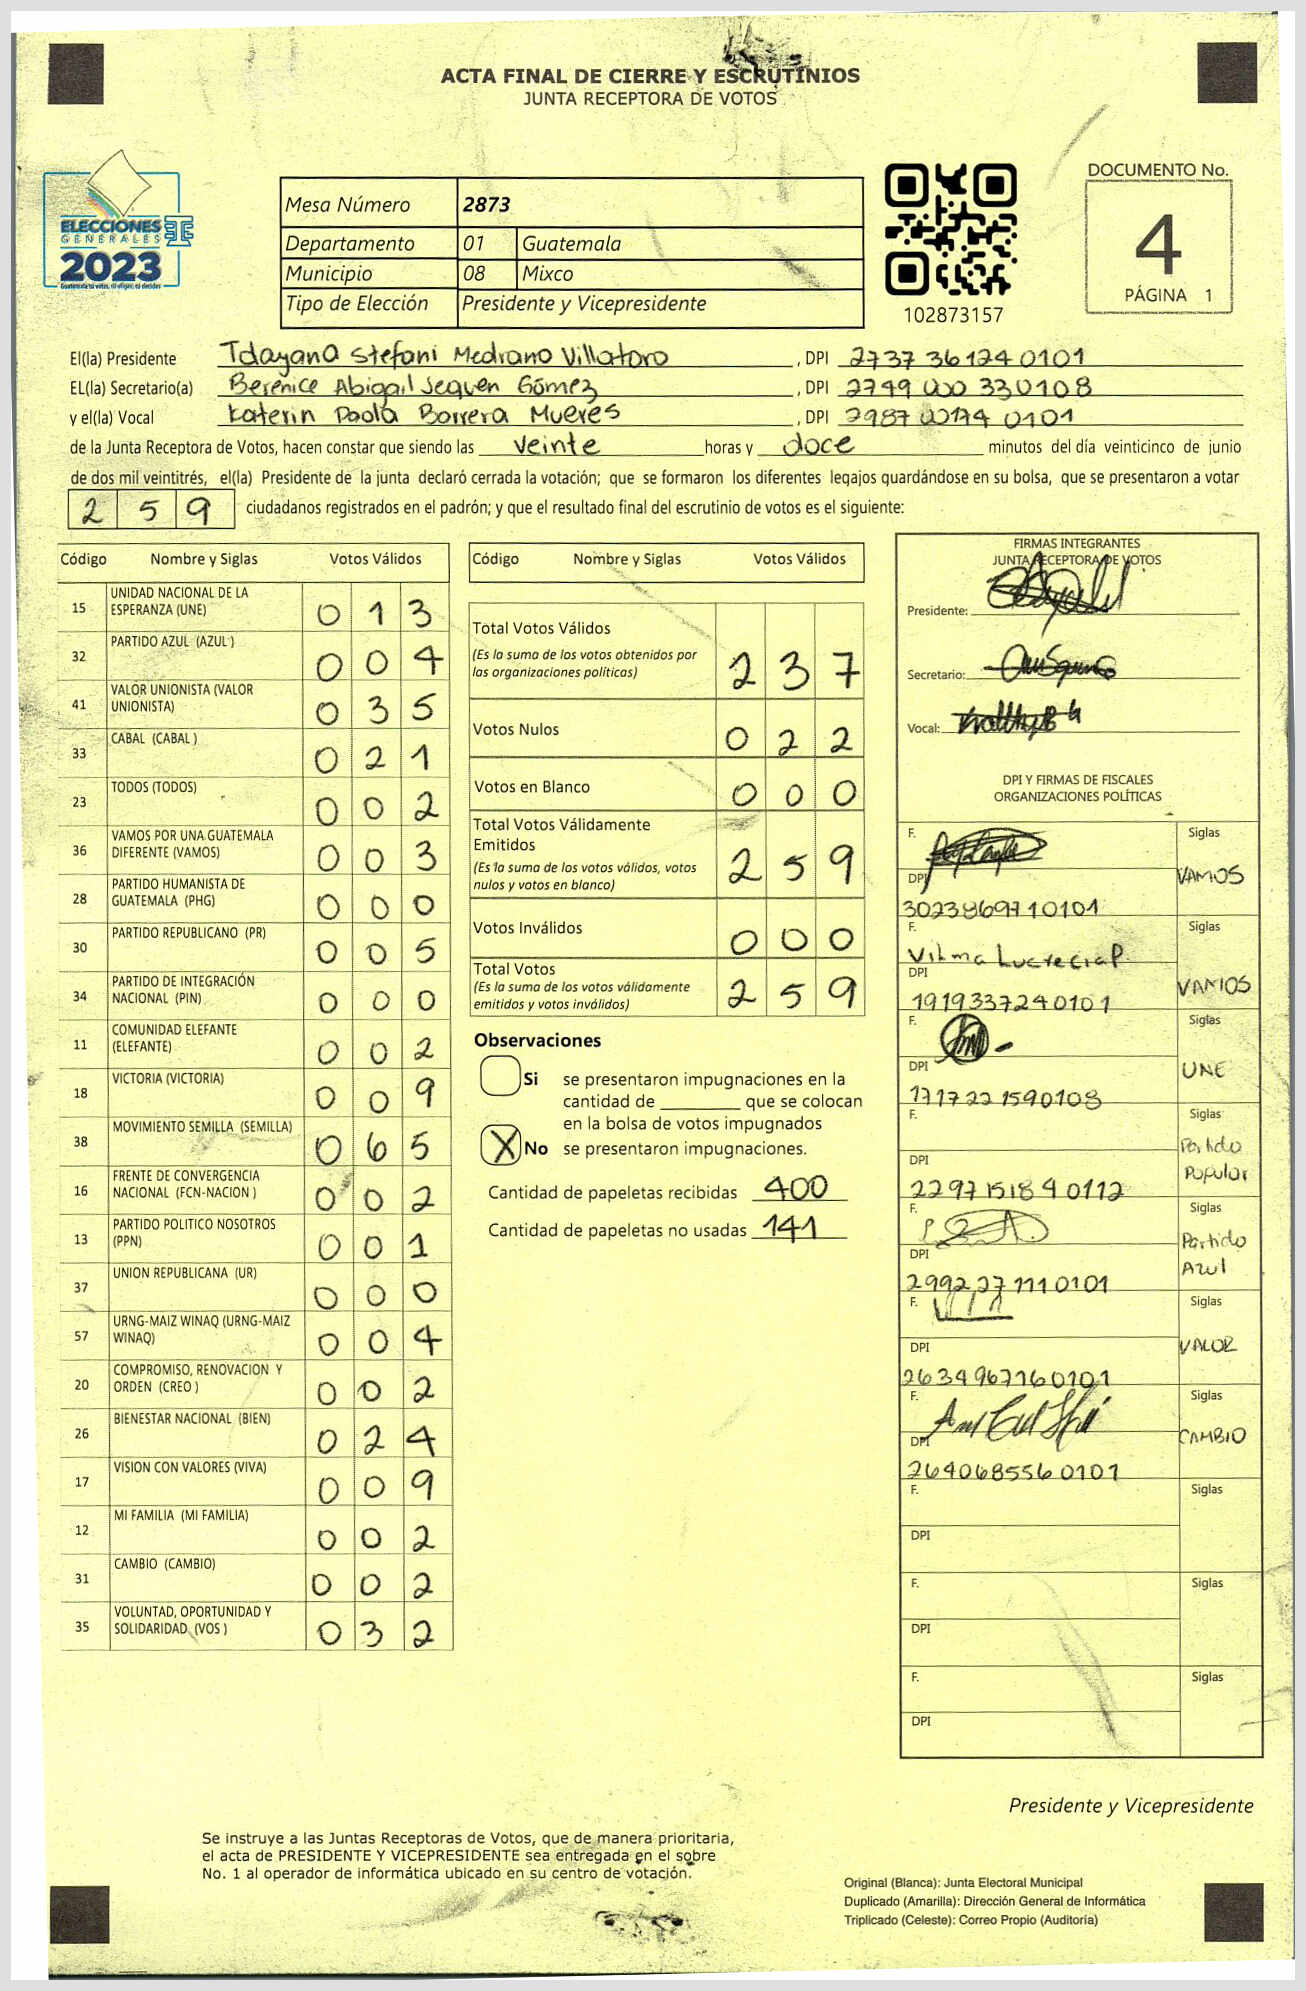 ACTA FINAL DE CIERRE Y ESCRUTINIOS
JUNTA RECEPTORA DE VOTOS
ELECCIONES
GENERALES
2023
Guatemala tu votas, tú eliges, tú decides
Mesa Número 2873
Departamento 01 Guatemala
Municipio 08 Mixco
Tipo de Elección Presidente y Vicepresidente
102873157
DOCUMENTO No.
4
PÁGINA 1
El(la) Presidente Tdayana Stefani Medrano Villatoro, DPI 2737 36124 0101
EL(la) Secretario(a) Berenice Abigail Jequen Gómez, DPI 2749 000 330108
y el(la) Vocal Katerin Paola Barrera Mueres, DPI 2987 00174 0101
de la Junta Receptora de Votos, hacen constar que siendo las veinte horas y doce minutos del día veinticinco de junio
de dos mil veintitrés, el(la) Presidente de la junta declaró cerrada la votación; que se formaron los diferentes legajos guardándose en su bolsa, que se presentaron a votar
259 ciudadanos registrados en el padrón; y que el resultado final del escrutinio de votos es el siguiente:
Código Nombre y Siglas Votos Válidos
15 UNIDAD NACIONAL DE LA ESPERANZA (UNE) 0 1 3
32 PARTIDO AZUL (AZUL ) 0 0 4
41 VALOR UNIONISTA (VALOR UNIONISTA) 0 3 5
33 CABAL (CABAL ) 0 2 1
23 TODOS (TODOS) 0 0 2
36 VAMOS POR UNA GUATEMALA DIFERENTE (VAMOS) 0 0 3
28 PARTIDO HUMANISTA DE GUATEMALA (PHG) 0 0 0
30 PARTIDO REPUBLICANO (PR) 0 0 5
34 PARTIDO DE INTEGRACIÓN NACIONAL (PIN) 0 0 0
11 COMUNIDAD ELEFANTE (ELEFANTE) 0 0 2
18 VICTORIA (VICTORIA) 0 0 9
38 MOVIMIENTO SEMILLA (SEMILLA) 0 6 5
16 FRENTE DE CONVERGENCIA NACIONAL (FCN-NACION ) 0 0 2
13 PARTIDO POLITICO NOSOTROS (PPN) 0 0 1
37 UNION REPUBLICANA (UR) 0 0 0
57 URNG-MAIZ WINAQ (URNG-MAIZ WINAQ) 0 0 4
20 COMPROMISO, RENOVACION Y ORDEN (CREO ) 0 0 2
26 BIENESTAR NACIONAL (BIEN) 0 2 4
17 VISION CON VALORES (VIVA) 0 0 9
12 MI FAMILIA (MI FAMILIA) 0 0 2
31 CAMBIO (CAMBIO) 0 0 2
35 VOLUNTAD, OPORTUNIDAD Y SOLIDARIDAD (VOS ) 0 3 2
Código Nombre y Siglas Votos Válidos
Total Votos Válidos
(Es la suma de los votos obtenidos por
las organizaciones políticas) 2 3 7
Votos Nulos 0 2 2
Votos en Blanco 0 0 0
Total Votos Válidamente
Emitidos
(Es la suma de los votos válidos, votos
nulos y votos en blanco) 2 5 9
Votos Inválidos 0 0 0
Total Votos
(Es la suma de los votos válidamente
emitidos y votos inválidos) 2 5 9
Observaciones
Si se presentaron impugnaciones en la
cantidad de ________ que se colocan
en la bolsa de votos impugnados
X No se presentaron impugnaciones.
Cantidad de papeletas recibidas 400
Cantidad de papeletas no usadas 141
FIRMAS INTEGRANTES
JUNTA RECEPTORA DE VOTOS
Presidente:
Secretario:
Vocal:
DPI Y FIRMAS DE FISCALES
ORGANIZACIONES POLÍTICAS
F. Siglas
DPI VAMOS
3023869710101
F. Vilma Lucrecia P. Siglas
DPI VAMOS
1919337240101
F. Siglas
DPI UNE
1717221590108
F. Siglas
DPI Partido Popular
2297151840112
F. Siglas
DPI Partido Azul
2992271110101
F. Siglas
DPI VALOR
2634967160101
F. Siglas
DPI CAMBIO
2640685560101
F. Siglas
DPI
F. Siglas
DPI
F. Siglas
DPI
Presidente y Vicepresidente
Se instruye a las Juntas Receptoras de Votos, que de manera prioritaria,
el acta de PRESIDENTE Y VICEPRESIDENTE sea entregada en el sobre
No. 1 al operador de informática ubicado en su centro de votación.
Original (Blanca): Junta Electoral Municipal
Duplicado (Amarilla): Dirección General de Informática
Triplicado (Celeste): Correo Propio (Auditoría)